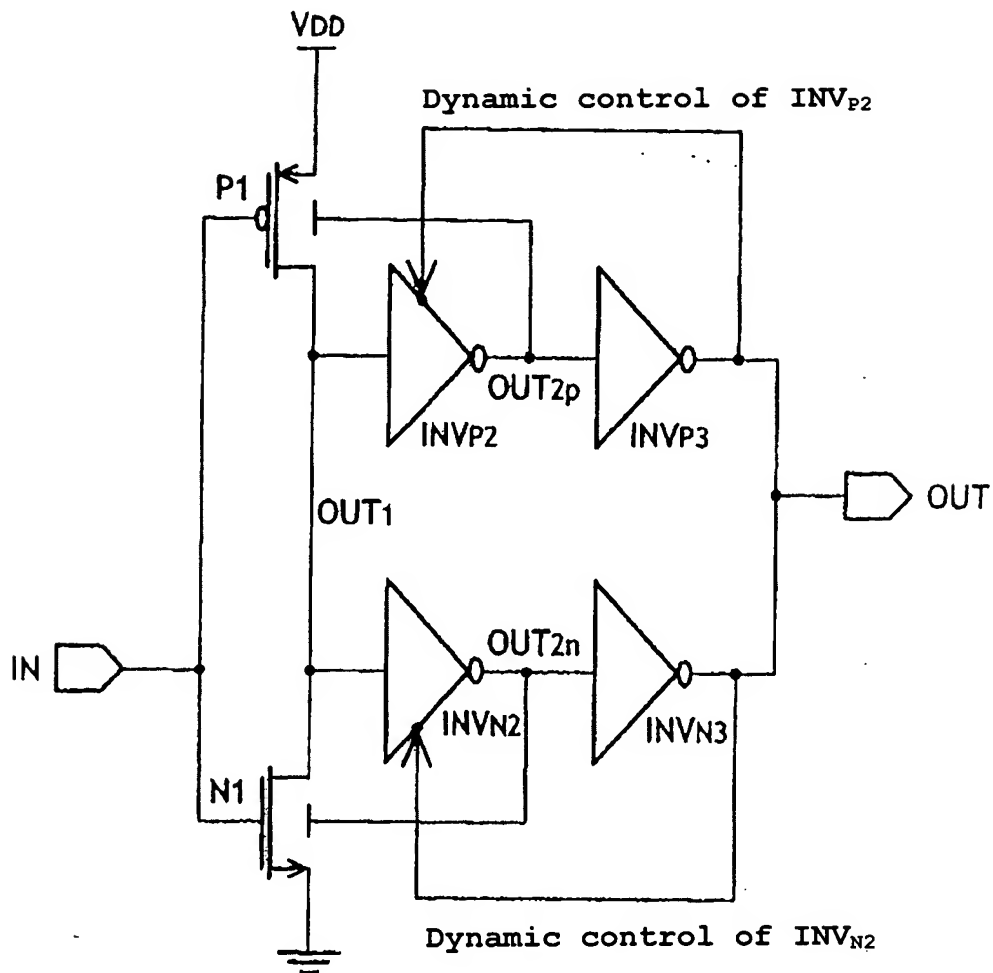 VDD
Dynamic control of INVP2
P1
OUT2p
INVP2
INVP3
OUT1
OUT
IN
OUT2n
INVN2
INVN3
N1
Dynamic control of INVN2